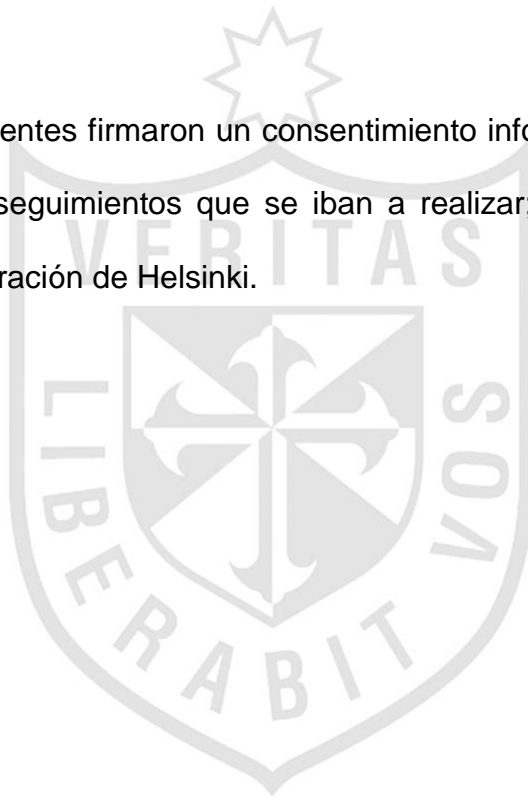 entes firmaron un consentimiento info
seguimientos que se iban a realizar;
ración de Helsinki.
VERITAS
LIBERABIT
VOS